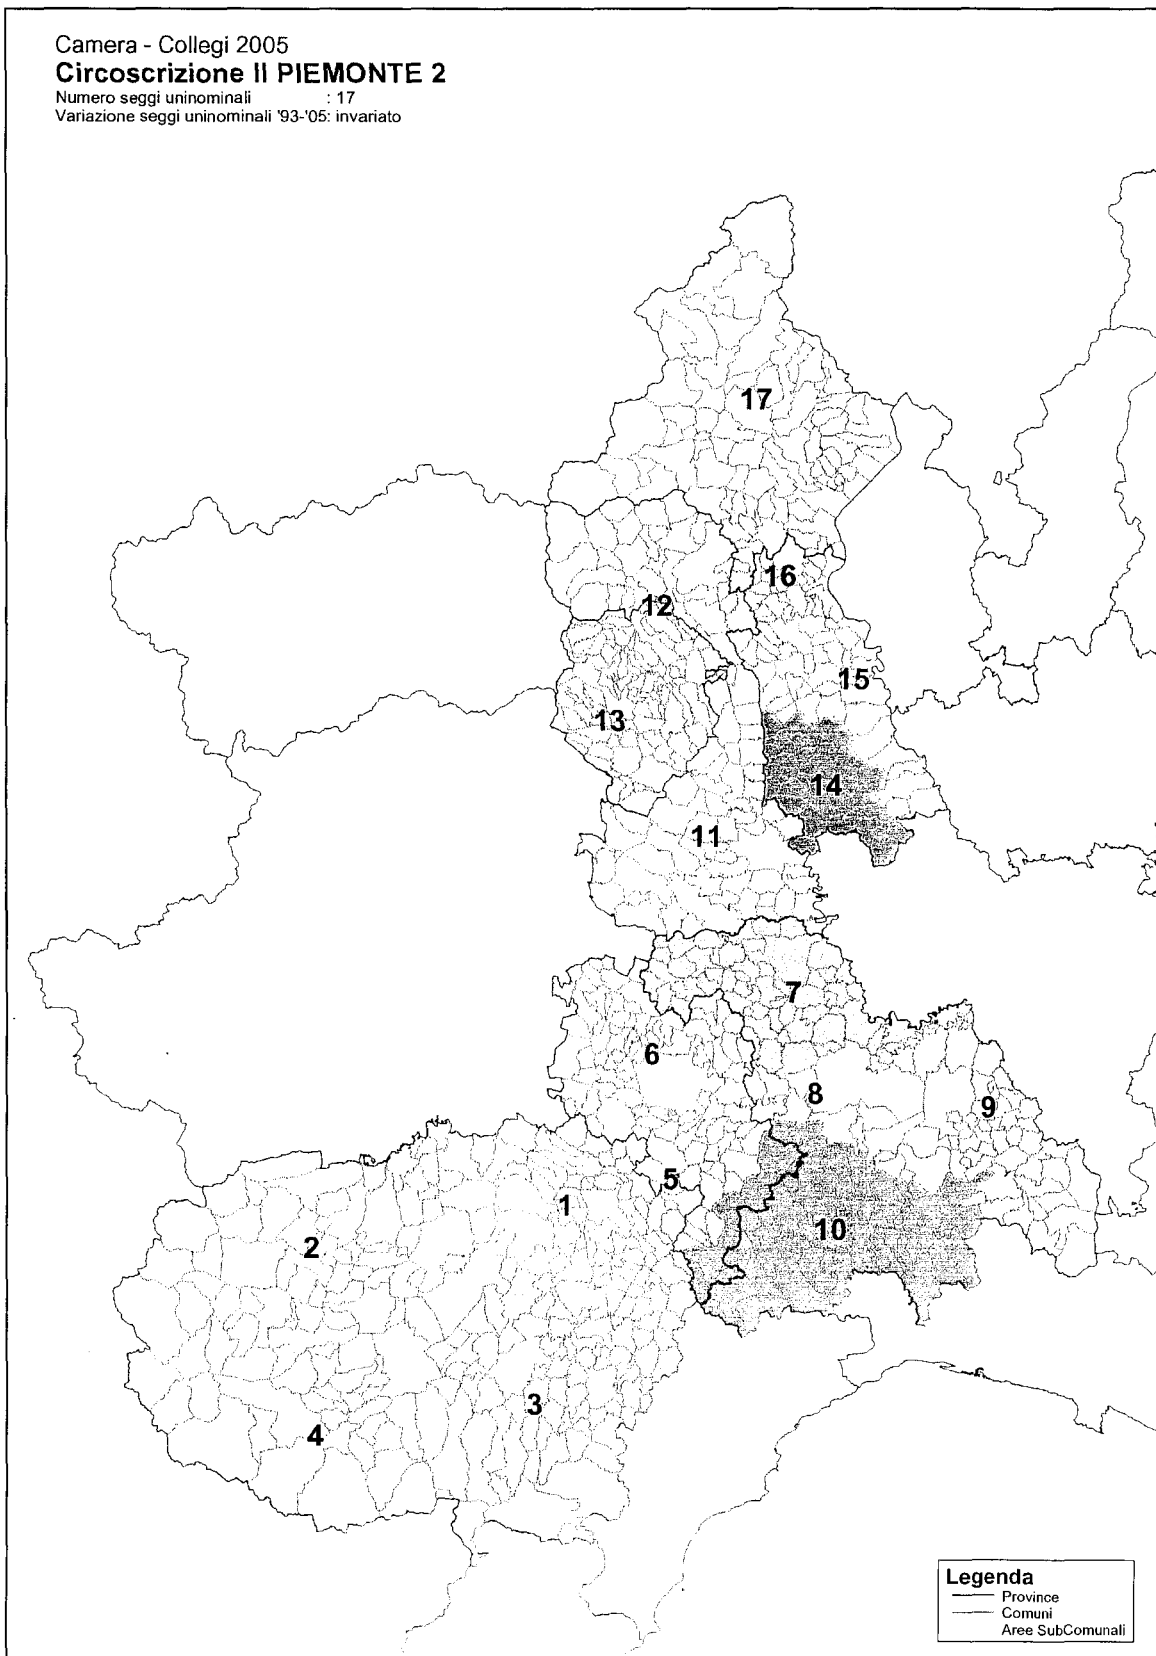 Camera - Collegi 2005
Circoscrizione II PIEMONTE 2
Numero seggi uninominali : 17
Variazione seggi uninominali '93-'05: invariato
17
16
12
15
13
14
11
7
6
8
9
5
1
10
2
3
4
Legenda
Province
Comuni
Aree SubComunali